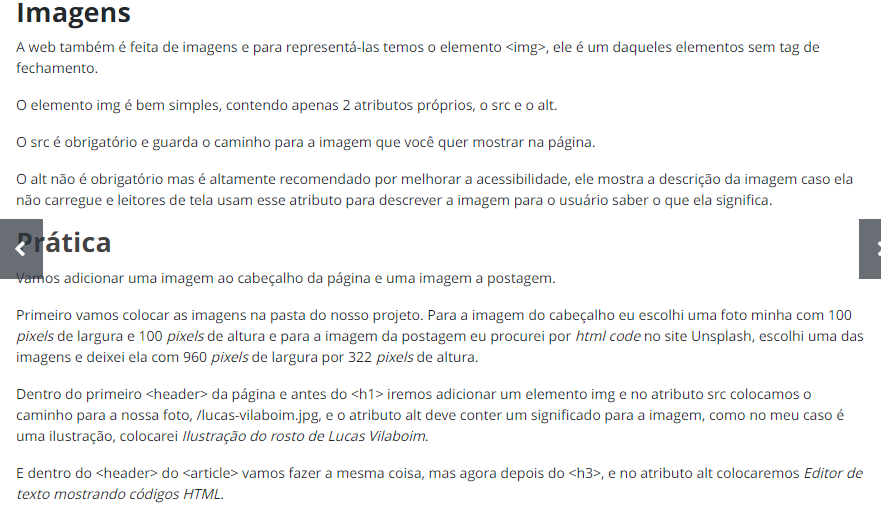 Imagens
A web também é feita de imagens e para representá-las temos o elemento <img>, ele é um daqueles elementos sem tag de
fechamento.
O elemento img é bem simples, contendo apenas 2 atributos próprios, o src e o alt.
O src é obrigatório e guarda o caminho para a imagem que você quer mostrar na página.
O alt não é obrigatório mas é altamente recomendado por melhorar a acessibilidade, ele mostra a descrição da imagem caso ela
não carregue e leitores de tela usam esse atributo para descrever a imagem para o usuário saber o que ela significa.
Prática
Vamos adicionar uma imagem ao cabeçalho da página e uma imagem a postagem.
Primeiro vamos colocar as imagens na pasta do nosso projeto. Para a imagem do cabeçalho eu escolhi uma foto minha com 100
pixels de largura e 100 pixels de altura e para a imagem da postagem eu procurei por html code no site Unsplash, escolhi uma das
imagens e deixei ela com 960 pixels de largura por 322 pixels de altura.
Dentro do primeiro <header> da página e antes do <h1> iremos adicionar um elemento img e no atributo src colocamos o
caminho para a nossa foto, /lucas-vilaboim.jpg, e o atributo alt deve conter um significado para a imagem, como no meu caso é
uma ilustração, colocarei Ilustração do rosto de Lucas Vilaboim.
E dentro do <header> do <article> vamos fazer a mesma coisa, mas agora depois do <h3>, e no atributo alt colocaremos Editor de
texto mostrando códigos HTML.